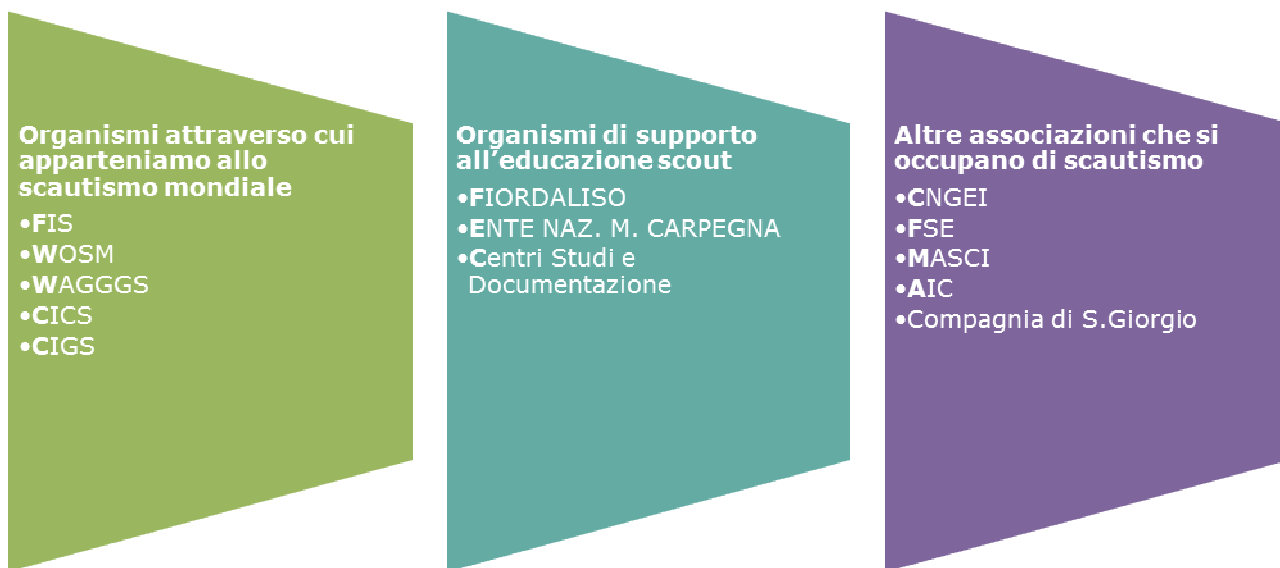 Organismi attraverso cui
apparteniamo allo
scautismo mondiale
•FIS
•WOSM
•WAGGGS
•CICS
•CIGS
Organismi di supporto
all’educazione scout
•FIORDALISO
•ENTE NAZ. M. CARPEGNA
•Centri Studi e
Documentazione
Altre associazioni che si
occupano di scautismo
•CNGEI
•FSE
•MASCI
•AIC
•Compagnia di S.Giorgio